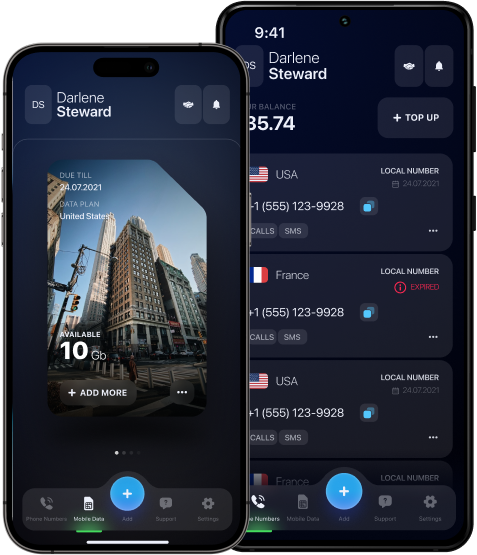 DS
Darlene
Steward
DUE TILL
24.07.2021
DATA PLAN
United States
AVAILABLE
10 Gb
+ ADD MORE
Phone Numbers
Mobile Data
Add
Support
Settings
9:41
DS
Darlene
Steward
UR BALANCE
35.74
+ TOP UP
USA
LOCAL NUMBER
24.07.2021
+1 (555) 123-9928
CALLS
SMS
France
LOCAL NUMBER
EXPIRED
+1 (555) 123-9928
CALLS
SMS
USA
LOCAL NUMBER
24.07.2021
+1 (555) 123-9928
CALLS
SMS
France
LOCAL NUMBER
Numbers
Mobile Data
Add
Support
Settings